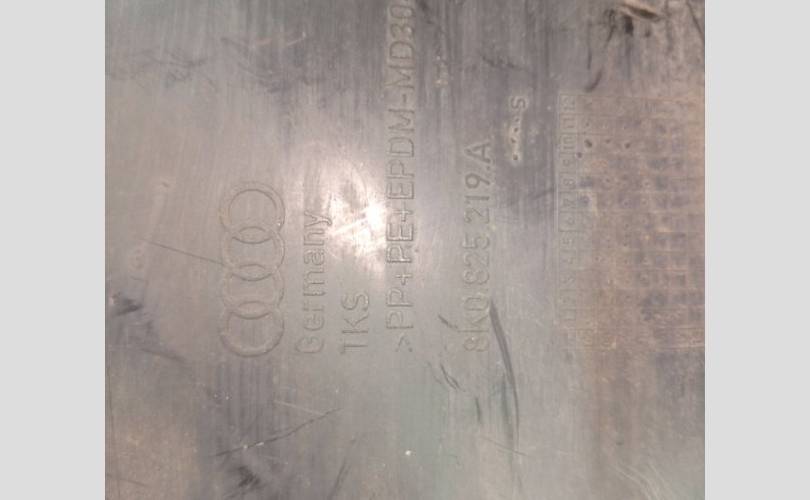 Germany
TKS
>PP+PE+EPDM-MD30
8K0 825 219 A